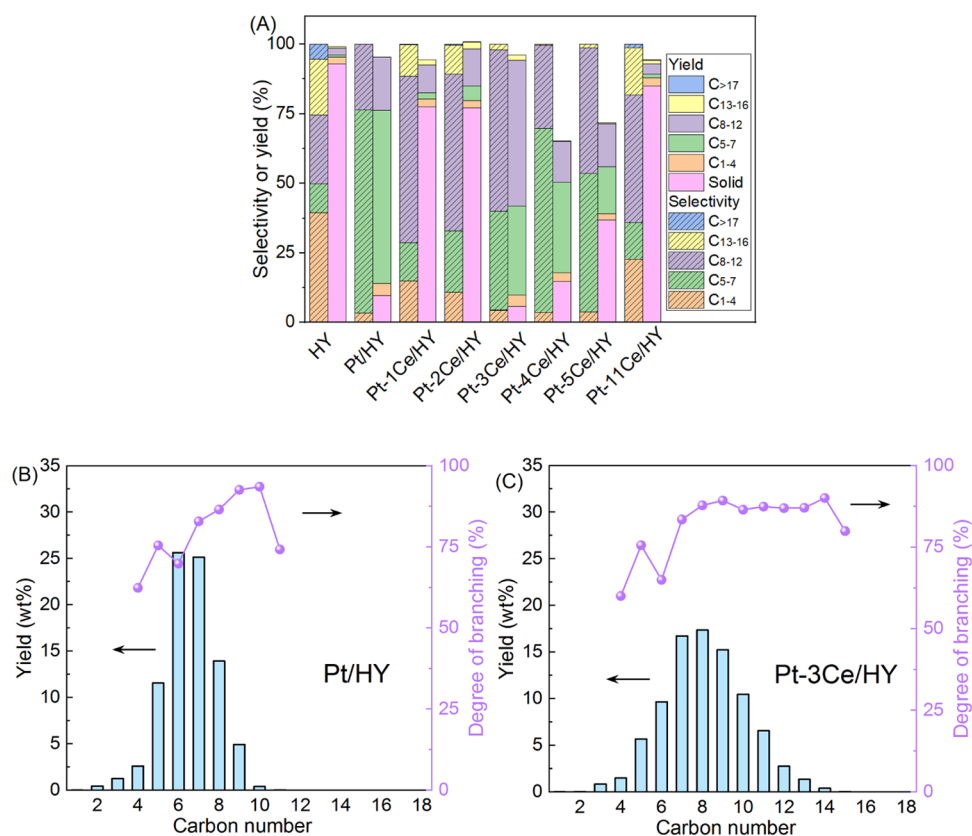 (A)
Selectivity or yield (%)
100
75
50
25
0
HY
Pt/HY
Pt-1Ce/HY
Pt-2Ce/HY
Pt-3Ce/HY
Pt-4Ce/HY
Pt-5Ce/HY
Pt-11Ce/HY
Yield
C>17
C13-16
C8-12
C5-7
C1-4
Solid
Selectivity
C>17
C13-16
C8-12
C5-7
C1-4
(B)
Yield (wt%)
35
30
25
20
15
10
5
0
Pt/HY
100
75
50
25
0
Degree of branching (%)
2 4 6 8 10 12 14 16 18
Carbon number
(C)
Yield (wt%)
35
30
25
20
15
10
5
0
Pt-3Ce/HY
100
75
50
25
0
Degree of branching (%)
2 4 6 8 10 12 14 16 18
Carbon number